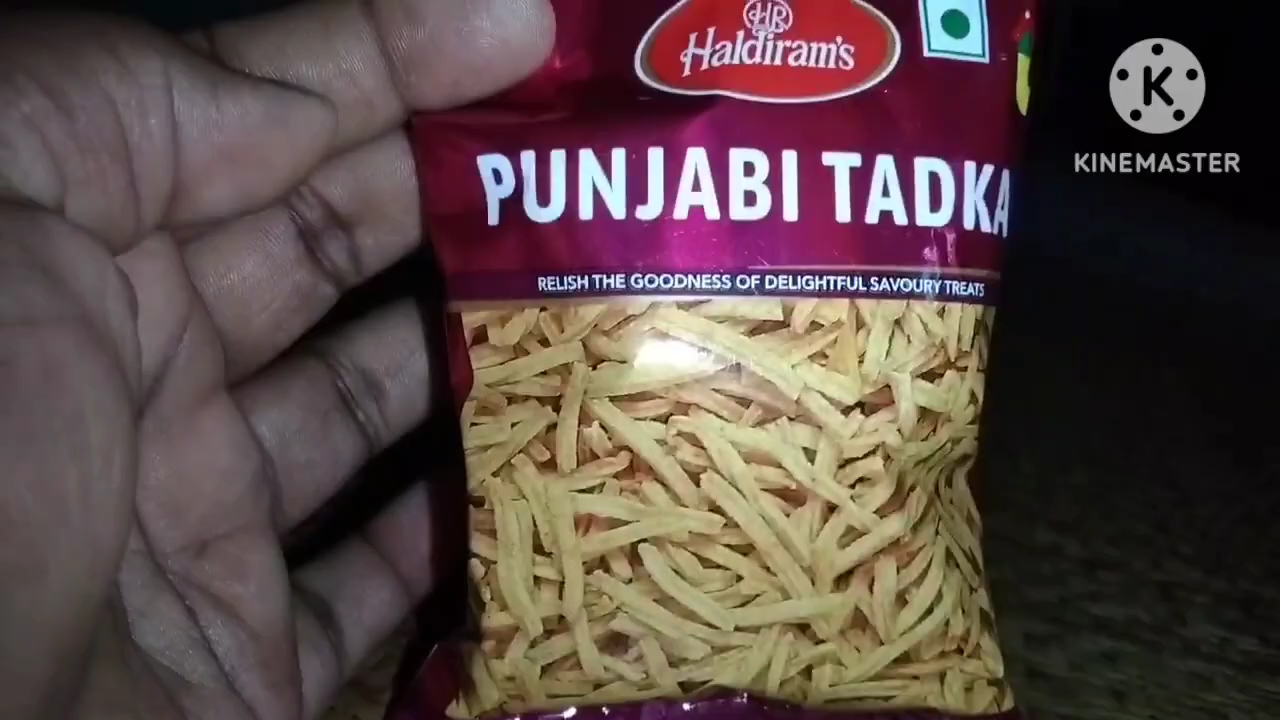 HR
Haldiram's
PUNJABI TADKA
RELISH THE GOODNESS OF DELIGHTFUL SAVOURY TREATS
K
KINEMASTER